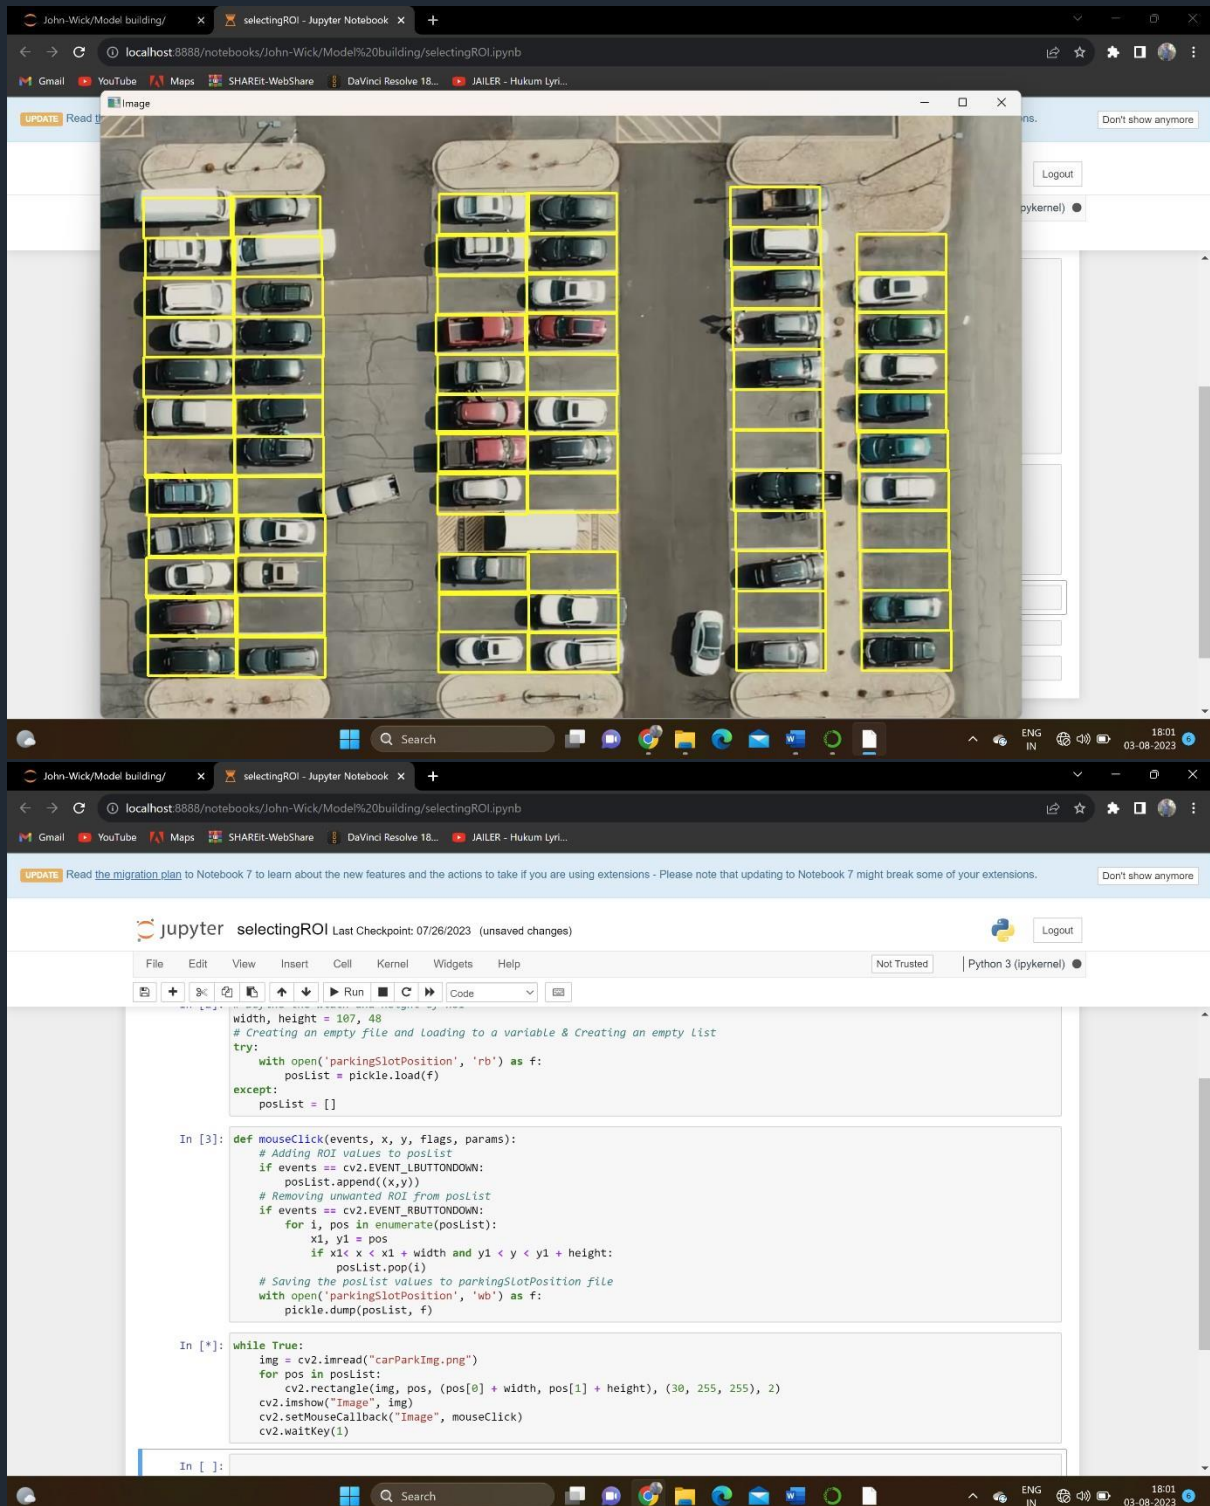 John-Wick/Model building/
selectingROI - Jupyter Notebook
localhost:8888/notebooks/John-Wick/Model%20building/selectingROI.ipynb
Gmail YouTube Maps SHAREit-WebShare DaVinci Resolve 18... JAILER - Hukum Lyri...
Image
UPDATE Read
ns.
Don't show anymore
Logout
pykernel)
Search
ENG
IN
18:01
03-08-2023
6
John-Wick/Model building/
selectingROI - Jupyter Notebook
localhost:8888/notebooks/John-Wick/Model%20building/selectingROI.ipynb
Gmail YouTube Maps SHAREit-WebShare DaVinci Resolve 18... JAILER - Hukum Lyri...
UPDATE Read the migration plan to Notebook 7 to learn about the new features and the actions to take if you are using extensions - Please note that updating to Notebook 7 might break some of your extensions.
Don't show anymore
jupyter selectingROI Last Checkpoint: 07/26/2023 (unsaved changes)
Logout
File Edit View Insert Cell Kernel Widgets Help
Not Trusted
Python 3 (ipykernel)
Run
Code
width, height = 107, 48
# Creating an empty file and loading to a variable & Creating an empty list
try:
    with open('parkingSlotPosition', 'rb') as f:
        posList = pickle.load(f)
except:
    posList = []
In [3]: def mouseClick(events, x, y, flags, params):
    # Adding ROI values to posList
    if events == cv2.EVENT_LBUTTONDOWN:
        posList.append((x,y))
    # Removing unwanted ROI from posList
    if events == cv2.EVENT_RBUTTONDOWN:
        for i, pos in enumerate(posList):
            x1, y1 = pos
            if x1< x < x1 + width and y1 < y < y1 + height:
                posList.pop(i)
    # Saving the posList values to parkingSlotPosition file
    with open('parkingSlotPosition', 'wb') as f:
        pickle.dump(posList, f)
In [*]: while True:
    img = cv2.imread("carParkImg.png")
    for pos in posList:
        cv2.rectangle(img, pos, (pos[0] + width, pos[1] + height), (30, 255, 255), 2)
    cv2.imshow("Image", img)
    cv2.setMouseCallback("Image", mouseClick)
    cv2.waitKey(1)
In [ ]:
Search
ENG
IN
18:01
03-08-2023
6